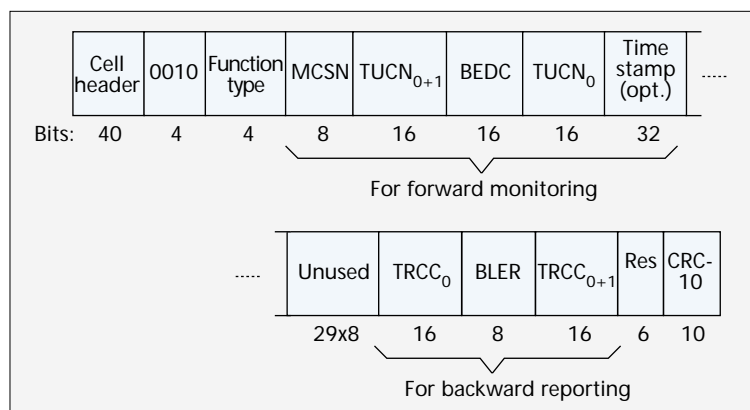 Cell header 0010 Function type MCSN TUCN0+1 BEDC TUCN0 Time stamp (opt.) .....
Bits: 40 4 4 8 16 16 16 32
For forward monitoring
..... Unused TRCC0 BLER TRCC0+1 Res CRC-10
29x8 16 8 16 6 10
For backward reporting